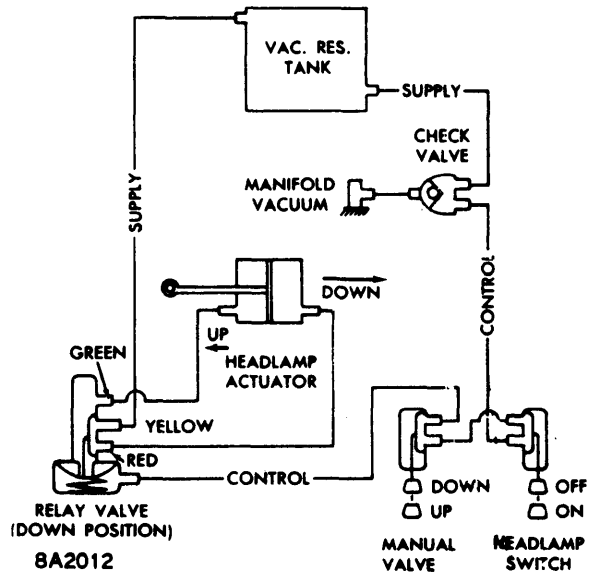 VAC. RES.
TANK
SUPPLY
CHECK
VALVE
MANIFOLD
VACUUM
SUPPLY
CONTROL
DOWN
UP
HEADLAMP
ACTUATOR
GREEN
YELLOW
RED
CONTROL
RELAY VALVE
(DOWN POSITION)
8A2012
DOWN
UP
MANUAL
VALVE
OFF
ON
HEADLAMP
SWITCH